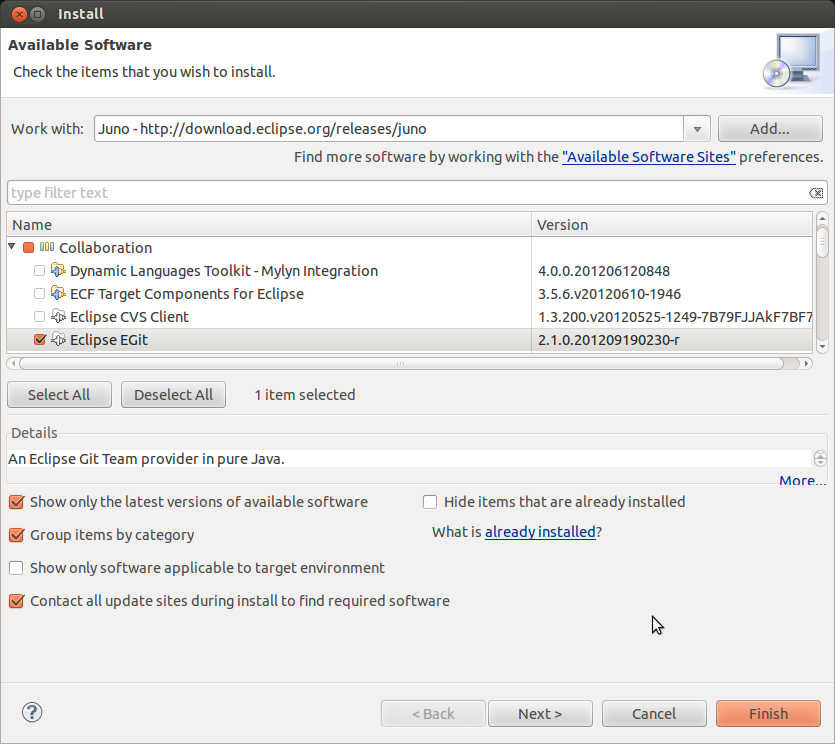 Install
Available Software
Check the items that you wish to install.
Work with: Juno - http://download.eclipse.org/releases/juno Add...
Find more software by working with the "Available Software Sites" preferences.
type filter text
Name Version
Collaboration
Dynamic Languages Toolkit - Mylyn Integration 4.0.0.201206120848
ECF Target Components for Eclipse 3.5.6.v20120610-1946
Eclipse CVS Client 1.3.200.v20120525-1249-7B79FJJAkF7BF7
Eclipse EGit 2.1.0.201209190230-r
Select All Deselect All 1 item selected
Details
An Eclipse Git Team provider in pure Java.
More...
Show only the latest versions of available software Hide items that are already installed
Group items by category What is already installed?
Show only software applicable to target environment
Contact all update sites during install to find required software
? < Back Next > Cancel Finish